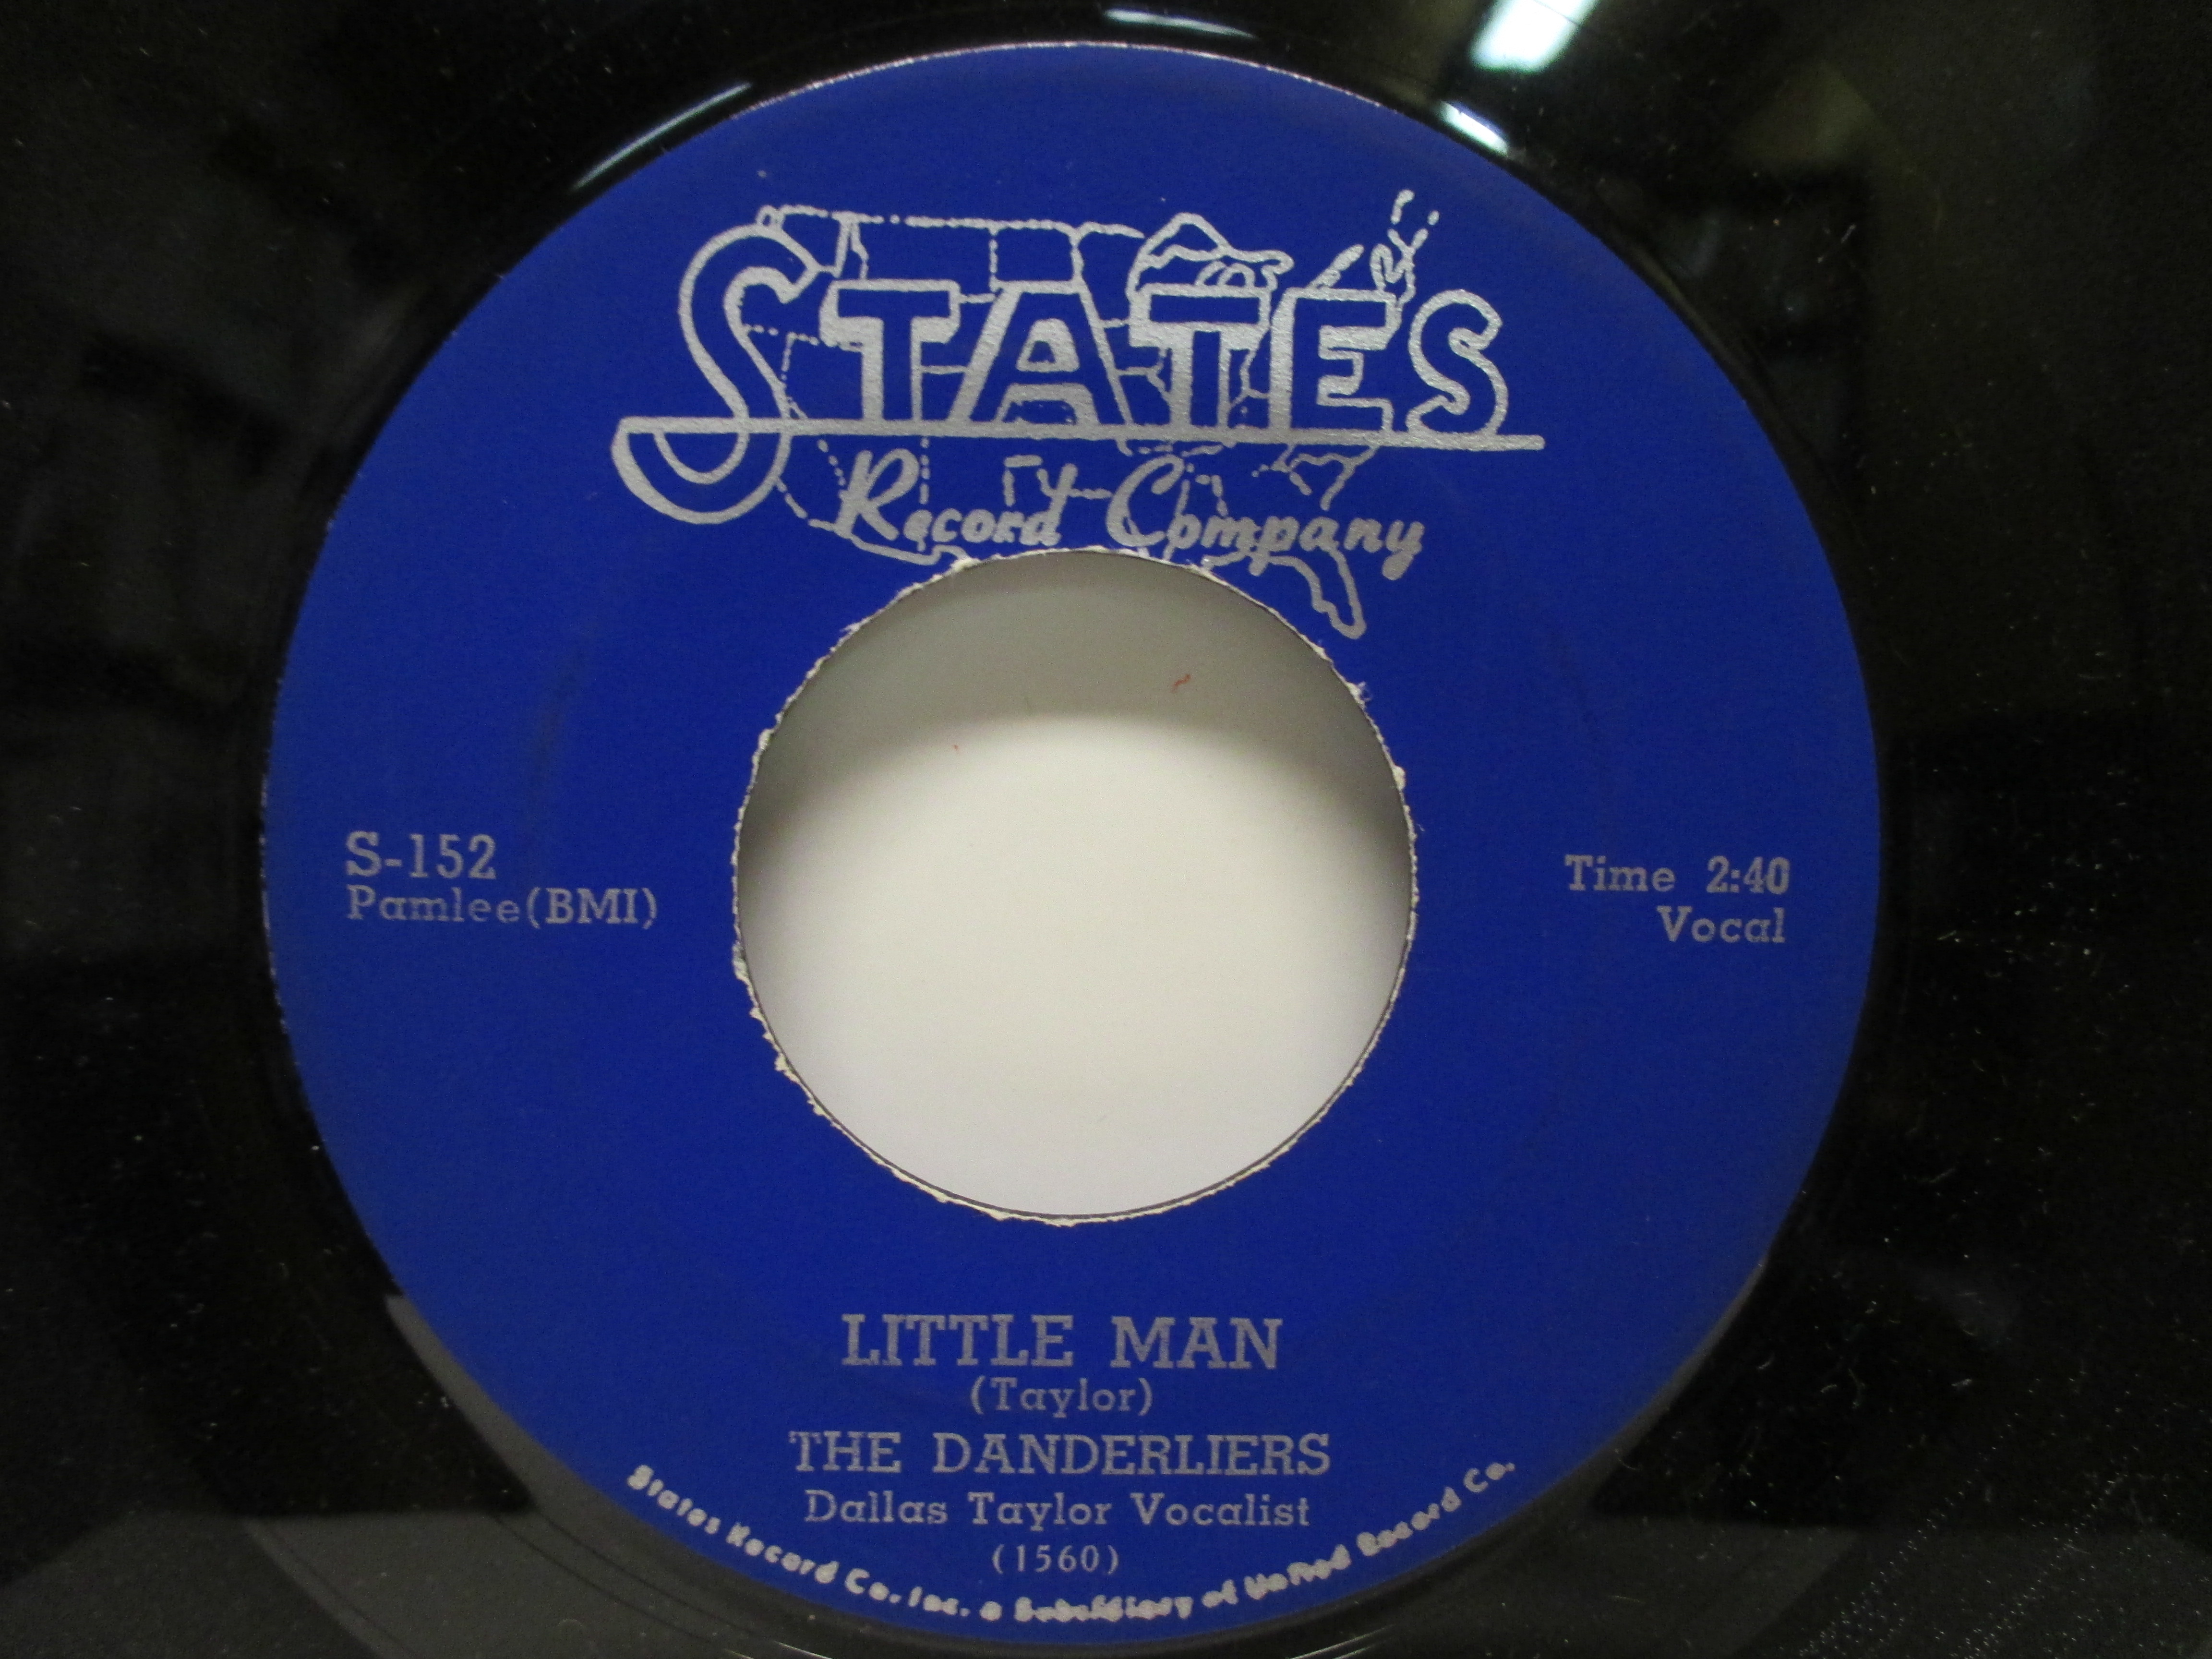 STATES
Record Company
S-152
Pamlee(BMI)
Time 2:40
Vocal
LITTLE MAN
(Taylor)
THE DANDERLIERS
Dallas Taylor Vocalist
(1560)
States Record Co. Inc. a Subsidiary of United Record Co.